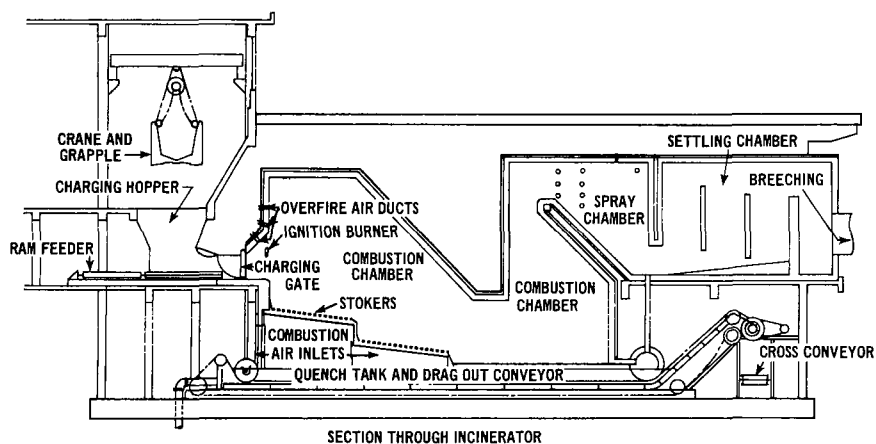 CRANE AND
GRAPPLE
CHARGING HOPPER
RAM FEEDER
OVERFIRE AIR DUCTS
IGNITION BURNER
CHARGING
GATE
COMBUSTION
CHAMBER
STOKERS
COMBUSTION
AIR INLETS
QUENCH TANK AND DRAG OUT CONVEYOR
SETTLING CHAMBER
BREECHING
SPRAY
CHAMBER
COMBUSTION
CHAMBER
CROSS CONVEYOR
SECTION THROUGH INCINERATOR